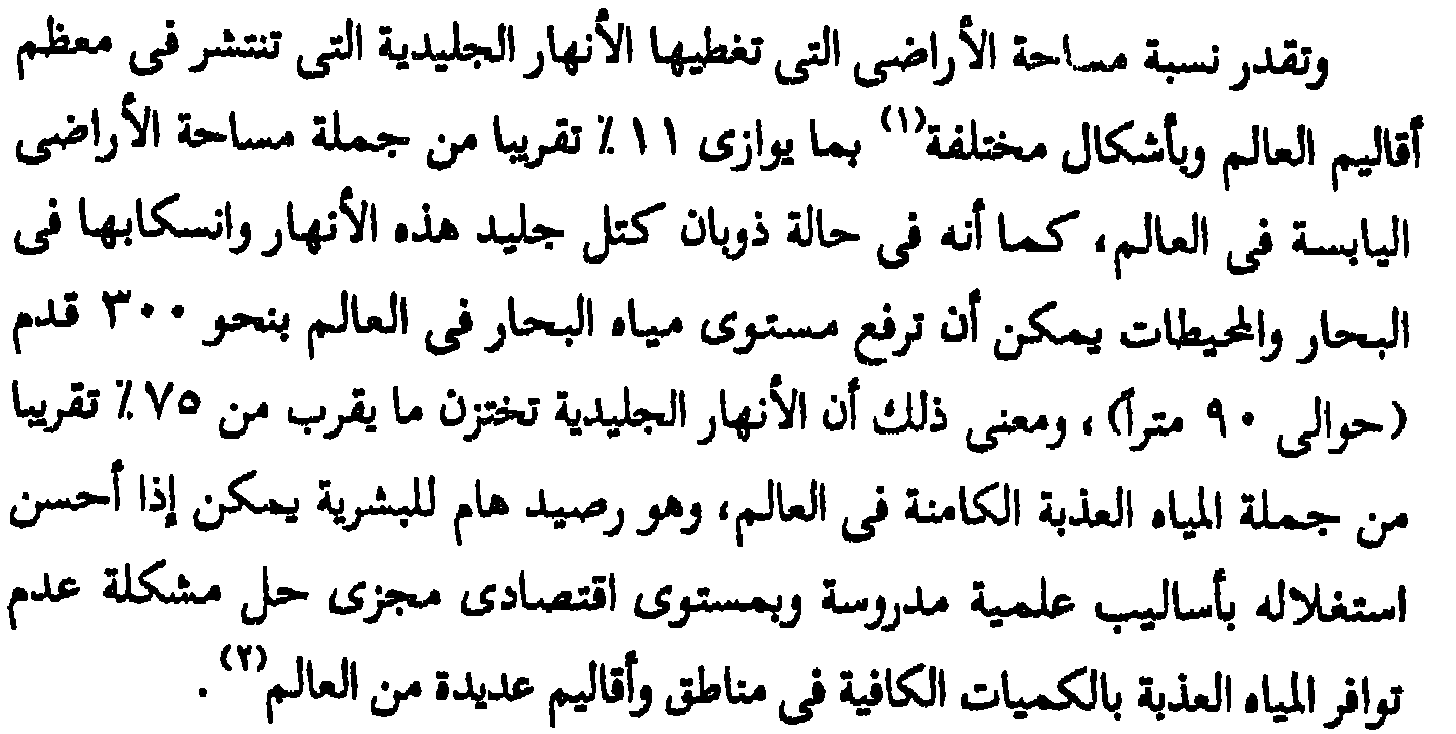 وتقدر نسبة مساحة الأراضى التى تغطيها الأنهار الجليدية التى تنتشر فى معظم
أقاليم العالم وبأشكال مختلفة(١) بما يوازى ١١ ٪ تقريبا من جملة مساحة الأراضى
اليابسة فى العالم، كما أنه فى حالة ذوبان كتل جليد هذه الأنهار وانسكابها فى
البحار والمحيطات يمكن أن ترفع مستوى مياه البحار فى العالم بنحو ٣٠٠ قدم
(حوالى ٩٠ متراً)، ومعنى ذلك أن الأنهار الجليدية تختزن ما يقرب من ٧٥٪ تقريبا
من جملة المياه العذبة الكامنة فى العالم، وهو رصيد هام للبشرية يمكن إذا أحسن
استغلاله بأساليب علمية مدروسة وبمستوى اقتصادى مجزى حل مشكلة عدم
توافر المياه العذبة بالكميات الكافية فى مناطق وأقاليم عديدة من العالم(٢) .